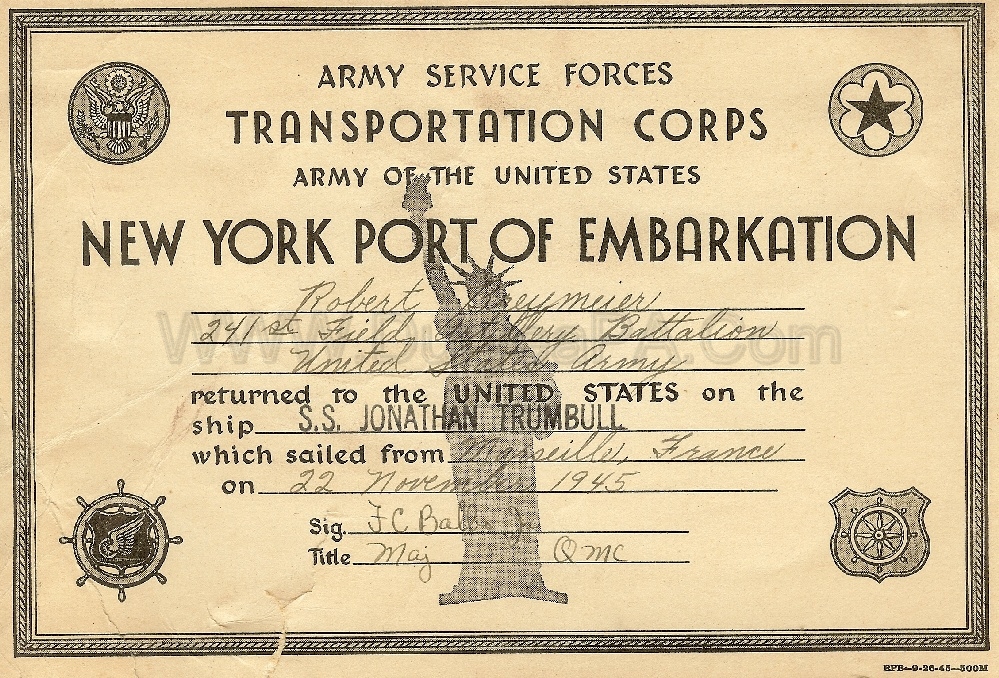 ARMY SERVICE FORCES
TRANSPORTATION CORPS
ARMY OF THE UNITED STATES
NEW YORK PORT OF EMBARKATION
Robert
241st Field Artillery Battalion
United States Army
returned to the UNITED STATES on the
ship S.S. JONATHAN TRUMBULL
which sailed from Marseille, France
on 22 November 1945
Sig. F C
Title Maj QMC